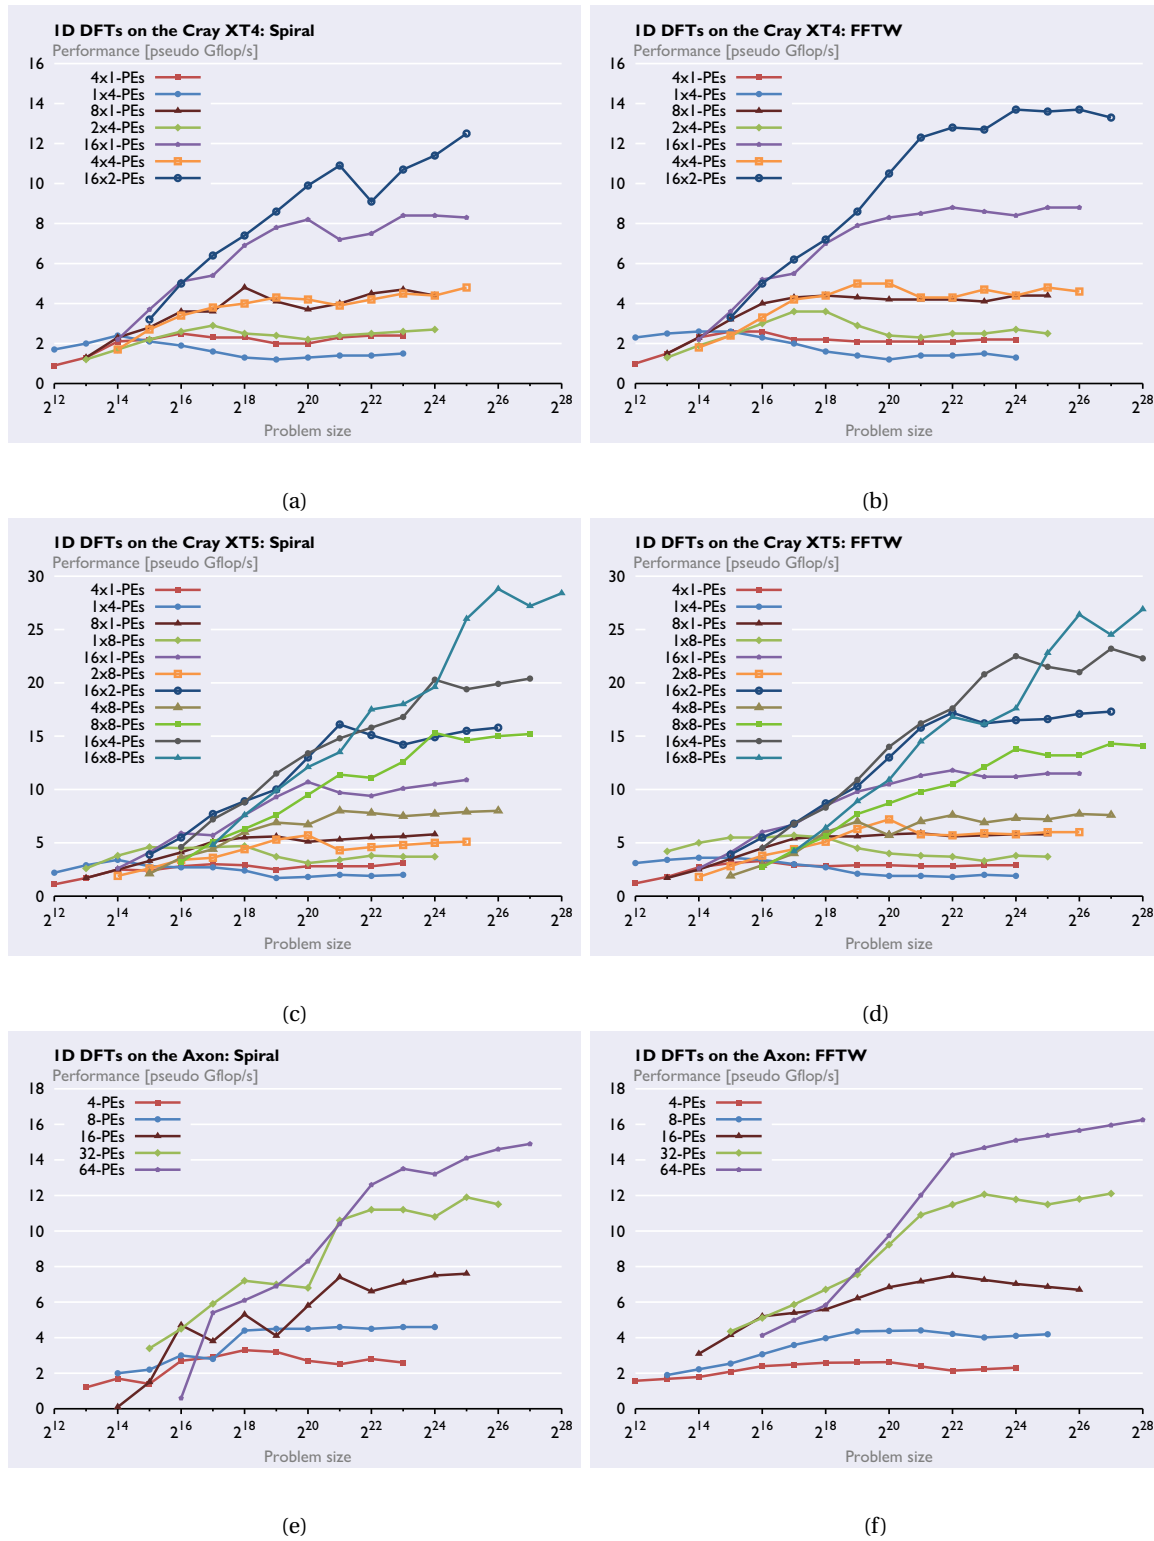 1D DFTs on the Cray XT4: Spiral
Performance [pseudo Gflop/s]
16
14
12
10
8
6
4
2
0
4x1-PEs
1x4-PEs
8x1-PEs
2x4-PEs
16x1-PEs
4x4-PEs
16x2-PEs
2^12 2^14 2^16 2^18 2^20 2^22 2^24 2^26 2^28
Problem size
(a)
1D DFTs on the Cray XT4: FFTW
Performance [pseudo Gflop/s]
16
14
12
10
8
6
4
2
0
4x1-PEs
1x4-PEs
8x1-PEs
2x4-PEs
16x1-PEs
4x4-PEs
16x2-PEs
2^12 2^14 2^16 2^18 2^20 2^22 2^24 2^26 2^28
Problem size
(b)
1D DFTs on the Cray XT5: Spiral
Performance [pseudo Gflop/s]
30
25
20
15
10
5
0
4x1-PEs
1x4-PEs
8x1-PEs
1x8-PEs
16x1-PEs
2x8-PEs
16x2-PEs
4x8-PEs
8x8-PEs
16x4-PEs
16x8-PEs
2^12 2^14 2^16 2^18 2^20 2^22 2^24 2^26 2^28
Problem size
(c)
1D DFTs on the Cray XT5: FFTW
Performance [pseudo Gflop/s]
30
25
20
15
10
5
0
4x1-PEs
1x4-PEs
8x1-PEs
1x8-PEs
16x1-PEs
2x8-PEs
16x2-PEs
4x8-PEs
8x8-PEs
16x4-PEs
16x8-PEs
2^12 2^14 2^16 2^18 2^20 2^22 2^24 2^26 2^28
Problem size
(d)
1D DFTs on the Axon: Spiral
Performance [pseudo Gflop/s]
18
16
14
12
10
8
6
4
2
0
4-PEs
8-PEs
16-PEs
32-PEs
64-PEs
2^12 2^14 2^16 2^18 2^20 2^22 2^24 2^26 2^28
Problem size
(e)
1D DFTs on the Axon: FFTW
Performance [pseudo Gflop/s]
18
16
14
12
10
8
6
4
2
0
4-PEs
8-PEs
16-PEs
32-PEs
64-PEs
2^12 2^14 2^16 2^18 2^20 2^22 2^24 2^26 2^28
Problem size
(f)